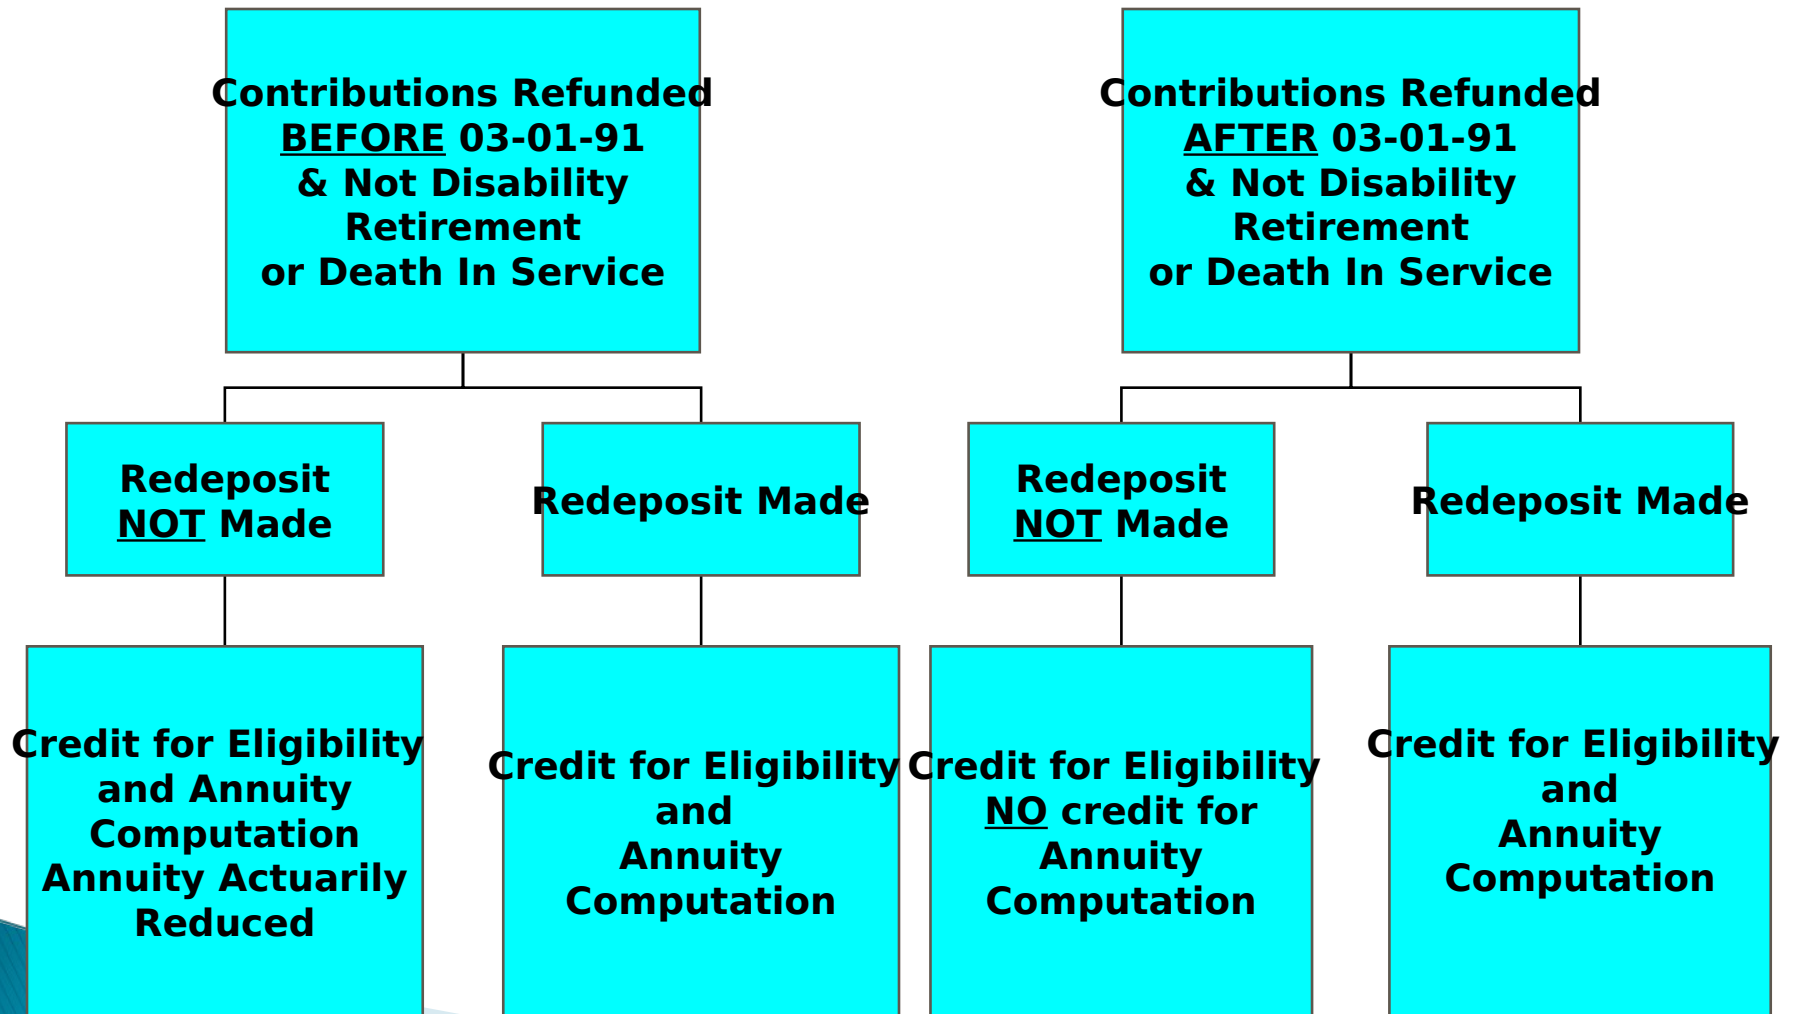 Contributions Refunded
BEFORE 03-01-91
& Not Disability
Retirement
or Death In Service
Contributions Refunded
AFTER 03-01-91
& Not Disability
Retirement
or Death In Service
Redeposit
NOT Made
Redeposit Made
Redeposit
NOT Made
Redeposit Made
Credit for Eligibility
and Annuity
Computation
Annuity Actuarily
Reduced
Credit for Eligibility
and
Annuity
Computation
Credit for Eligibility
NO credit for
Annuity
Computation
Credit for Eligibility
and
Annuity
Computation